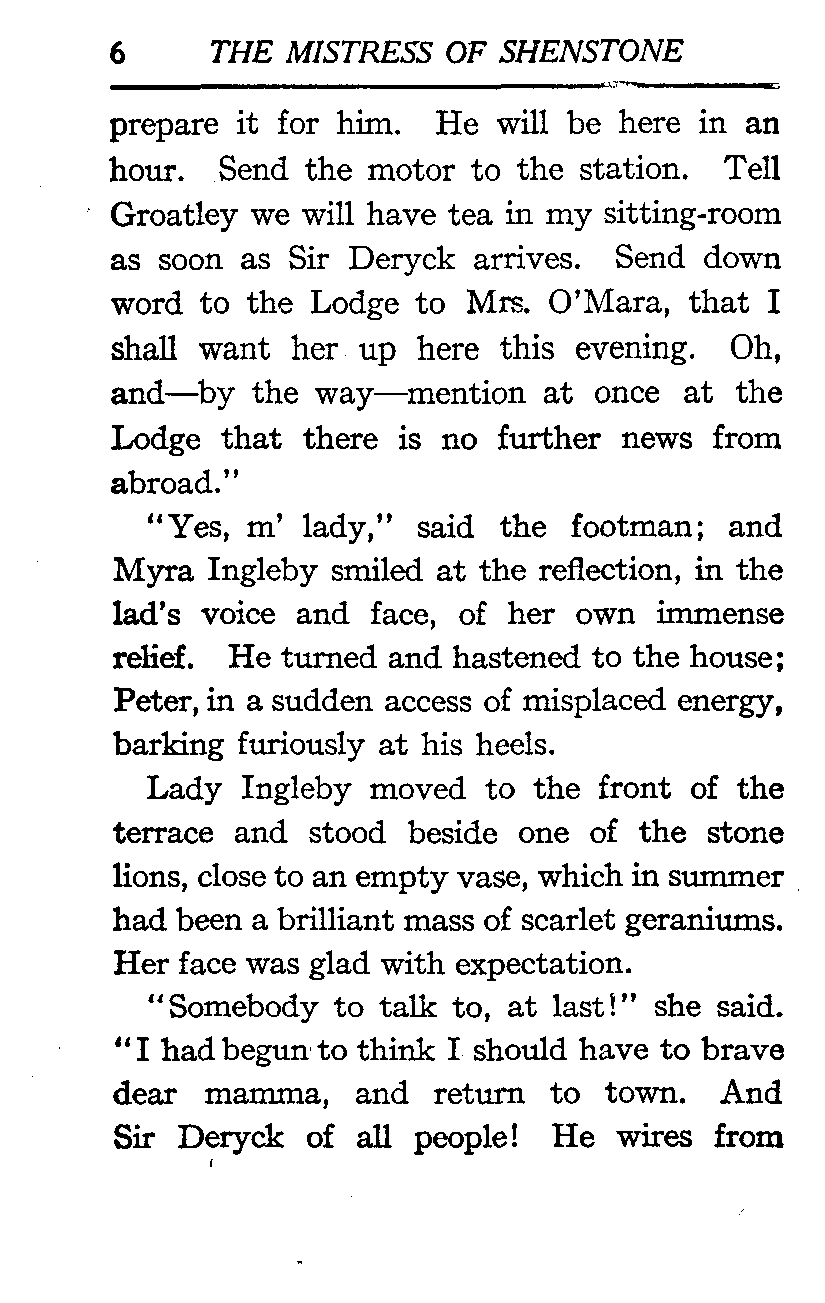 6 THE MISTRESS OF SHENSTONE
prepare it for him. He will be here in an
hour. Send the motor to the station. Tell
Groatley we will have tea in my sitting-room
as soon as Sir Deryck arrives. Send down
word to the Lodge to Mrs. O'Mara, that I
shall want her up here this evening. Oh,
and—by the way—mention at once at the
Lodge that there is no further news from
abroad."
"Yes, m' lady," said the footman; and
Myra Ingleby smiled at the reflection, in the
lad's voice and face, of her own immense
relief. He turned and hastened to the house;
Peter, in a sudden access of misplaced energy,
barking furiously at his heels.
Lady Ingleby moved to the front of the
terrace and stood beside one of the stone
lions, close to an empty vase, which in summer
had been a brilliant mass of scarlet geraniums.
Her face was glad with expectation.
"Somebody to talk to, at last!" she said.
"I had begun to think I should have to brave
dear mamma, and return to town. And
Sir Deryck of all people! He wires from